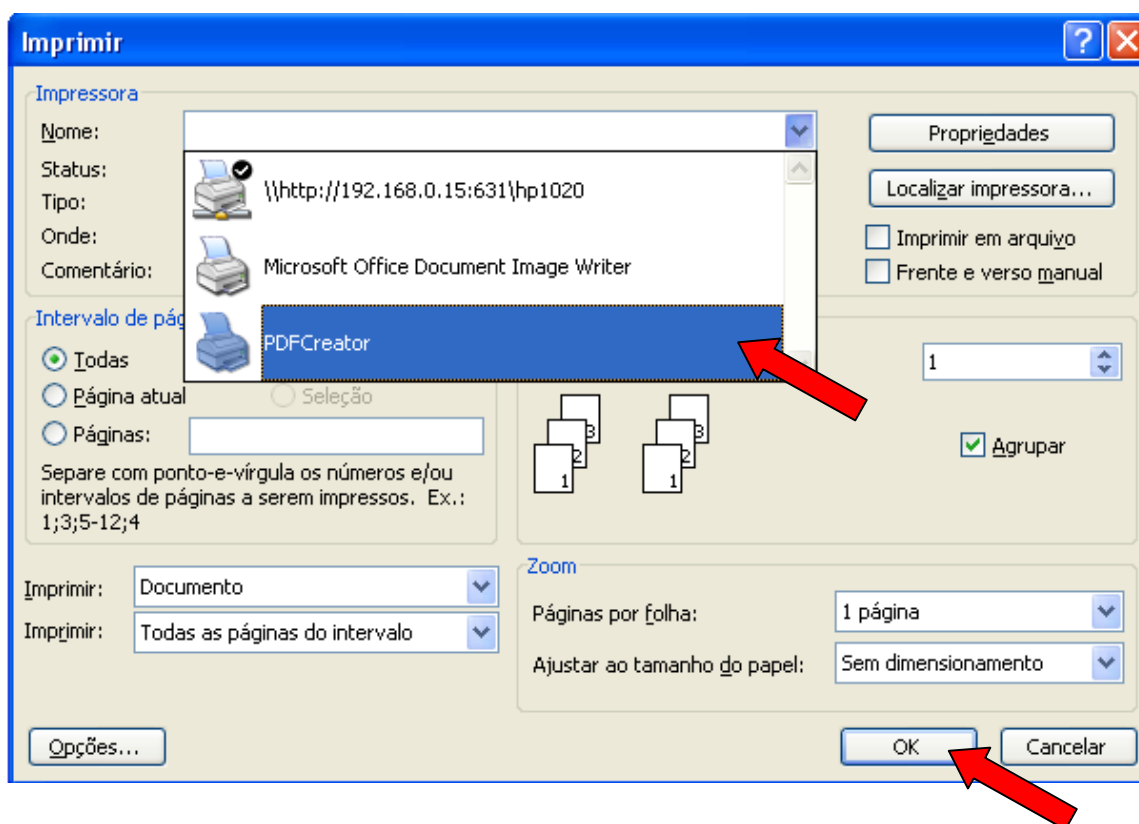 Imprimir
Impressora
Nome:
Propriedades
Status:
\\http://192.168.0.15:631\hp1020
Localizar impressora...
Tipo:
Onde:
Imprimir em arquivo
Microsoft Office Document Image Writer
Comentário:
Frente e verso manual
Intervalo de pág
PDFCreator
Todas
1
Página atual
Seleção
Páginas:
3
2
1
3
2
1
Agrupar
Separe com ponto-e-vírgula os números e/ou
intervalos de páginas a serem impressos. Ex.:
1;3;5-12;4
Imprimir:
Documento
Imprimir:
Todas as páginas do intervalo
Zoom
Páginas por folha:
1 página
Ajustar ao tamanho do papel:
Sem dimensionamento
Opções...
OK
Cancelar